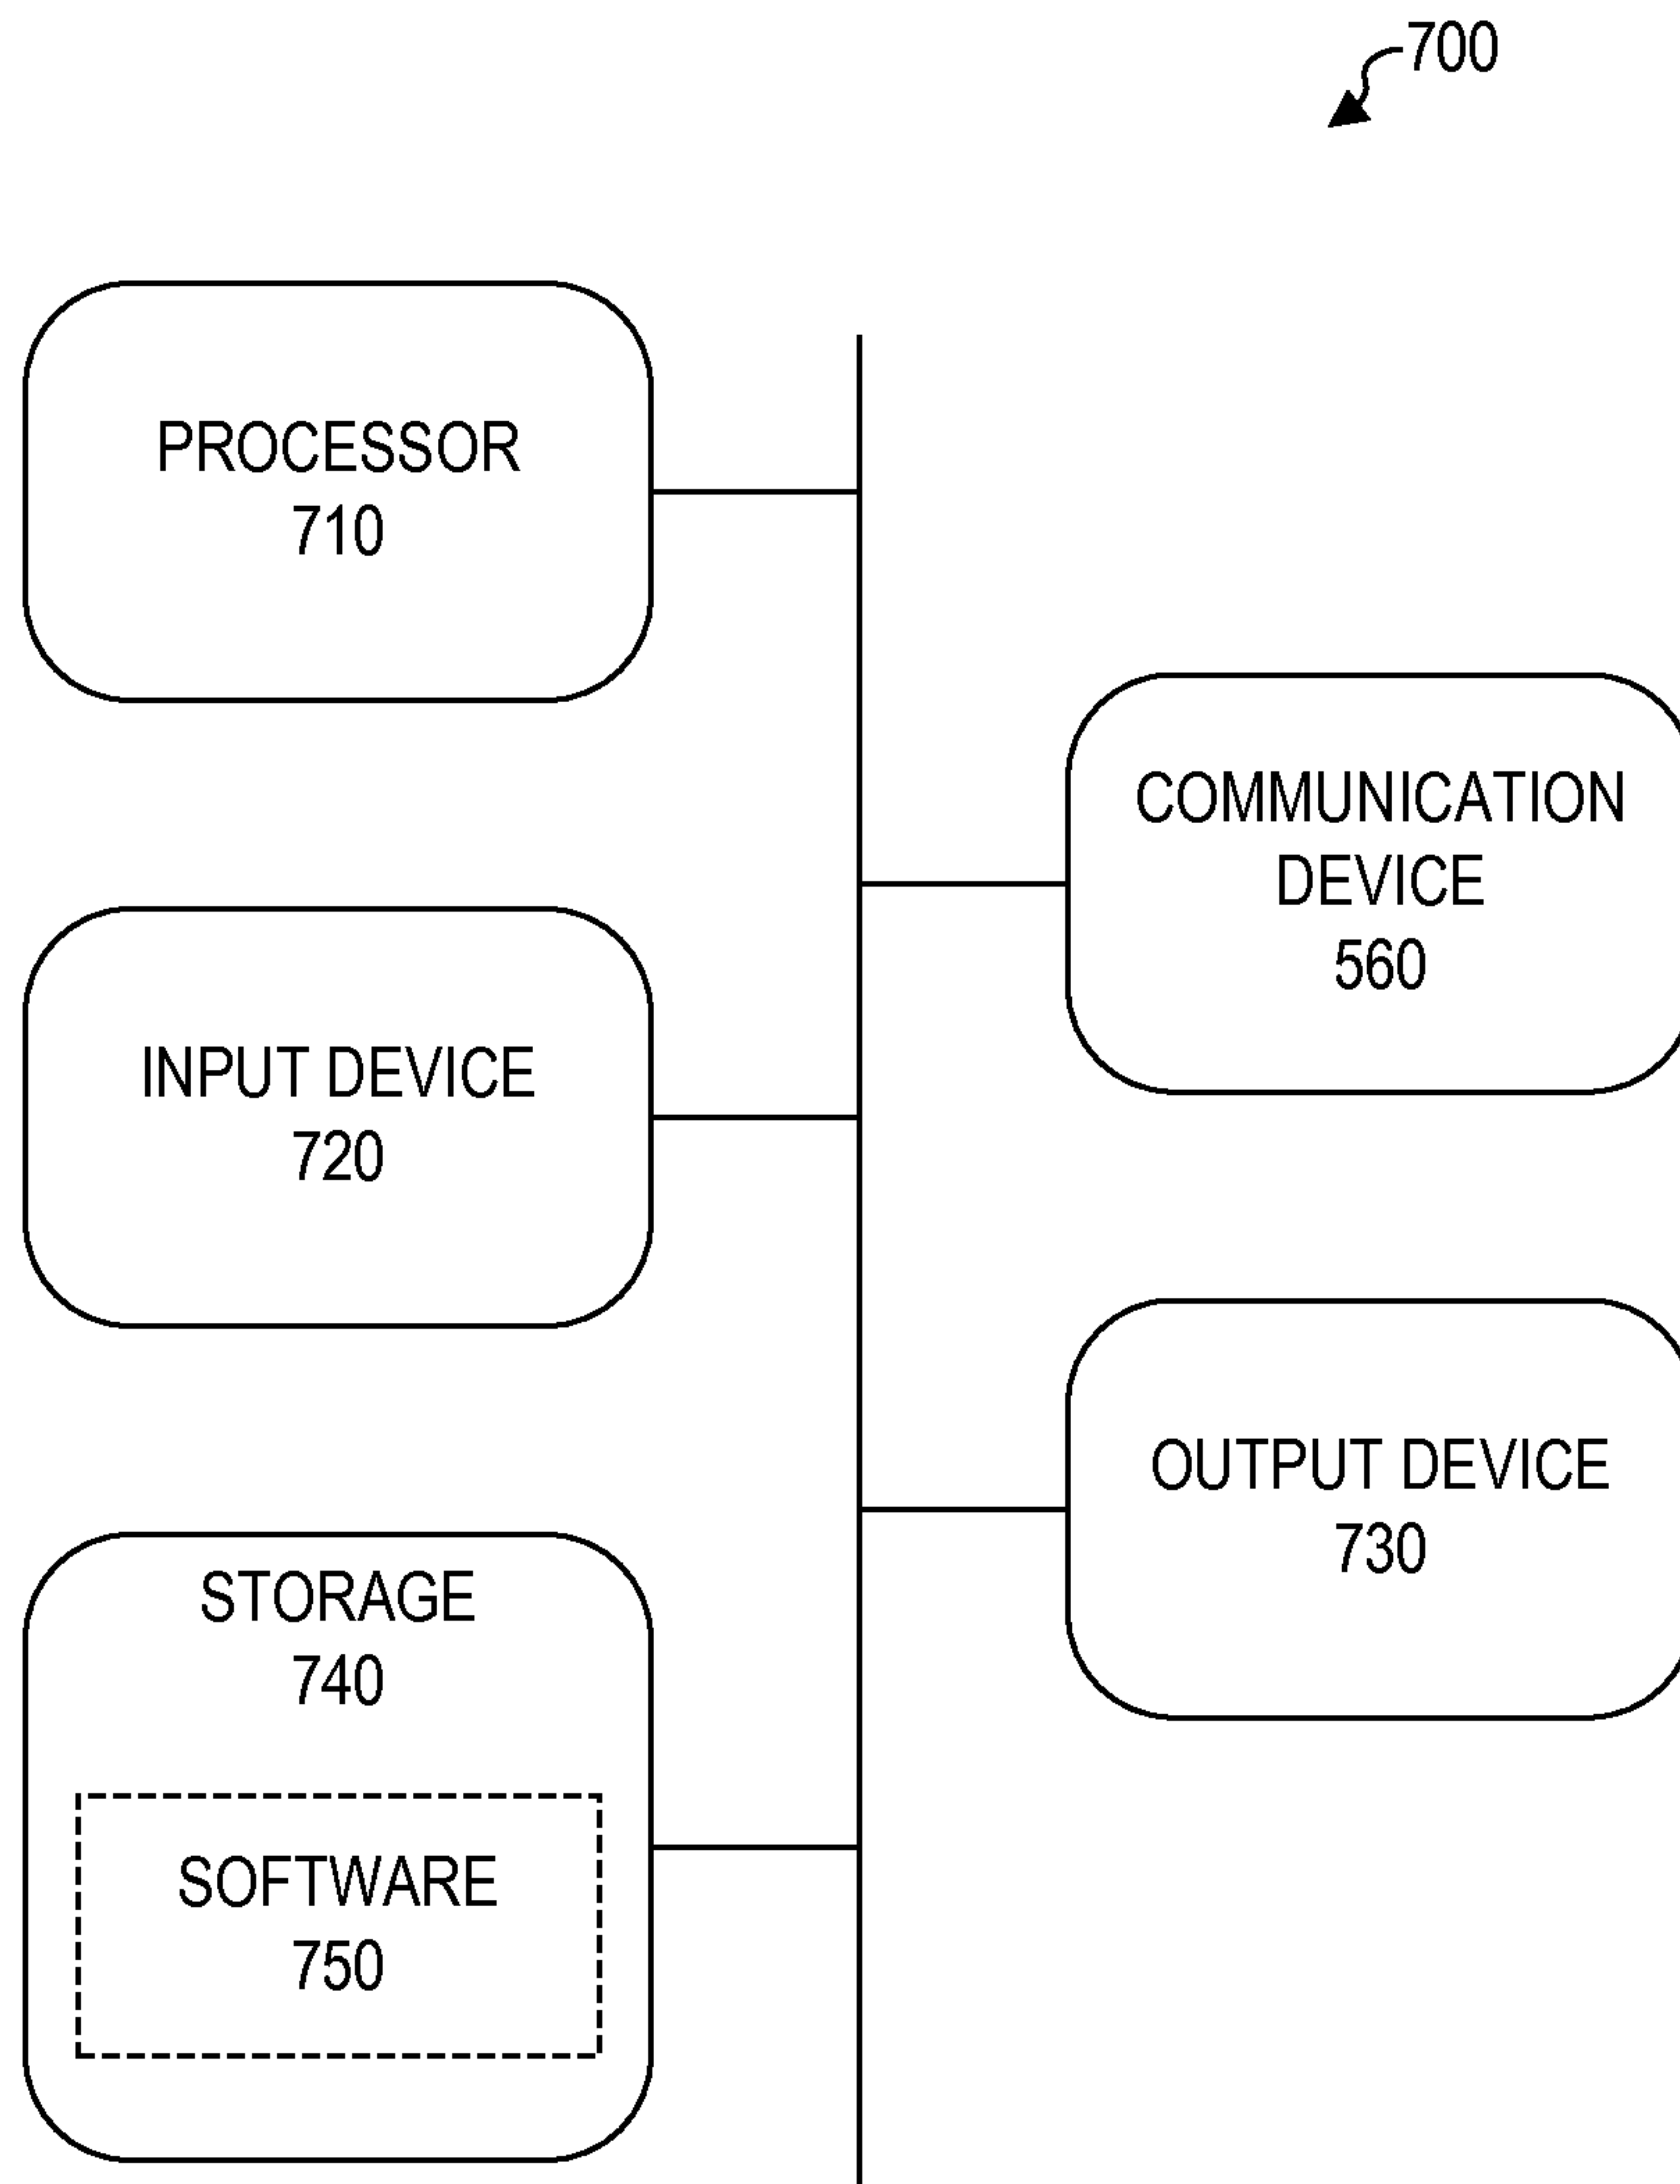 700
PROCESSOR
710
COMMUNICATION
DEVICE
560
INPUT DEVICE
720
OUTPUT DEVICE
730
STORAGE
740
SOFTWARE
750